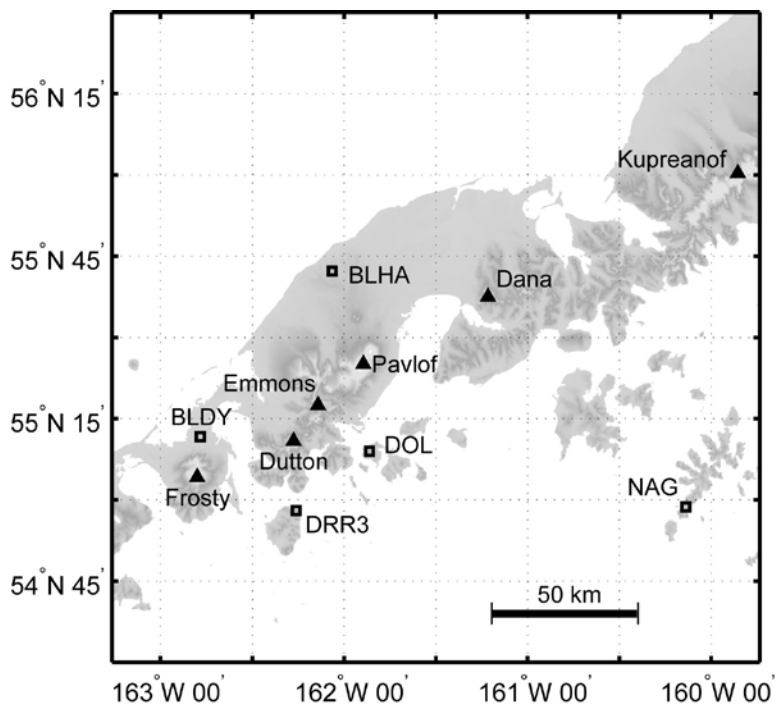 56°N 15'
Kupreanof
55°N 45'
BLHA
Dana
Pavlof
Emmons
55°N 15'
BLDY
DOL
Dutton
Frosty
NAG
DRR3
54°N 45'
50 km
163°W 00'
162°W 00'
161°W 00'
160°W 00'